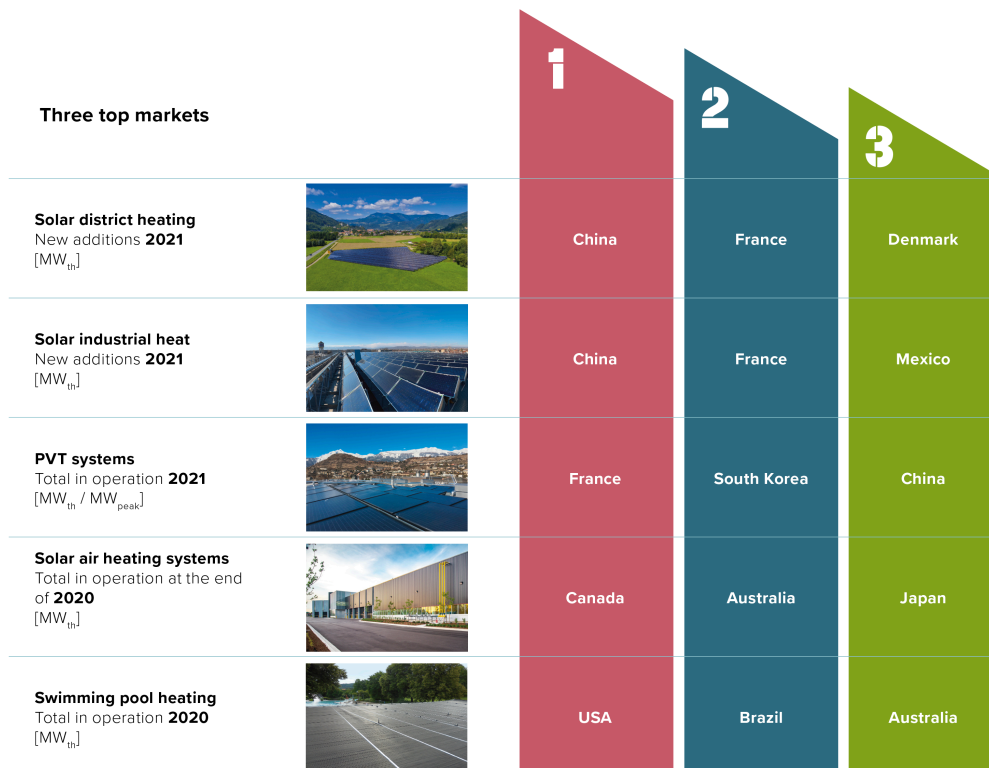 1
2
3
Three top markets
Solar district heating
New additions 2021
[MWth]
China
France
Denmark
Solar industrial heat
New additions 2021
[MWth]
China
France
Mexico
PVT systems
Total in operation 2021
[MWth / MWpeak]
France
South Korea
China
Solar air heating systems
Total in operation at the end
of 2020
[MWth]
Canada
Australia
Japan
Swimming pool heating
Total in operation 2020
[MWth]
USA
Brazil
Australia